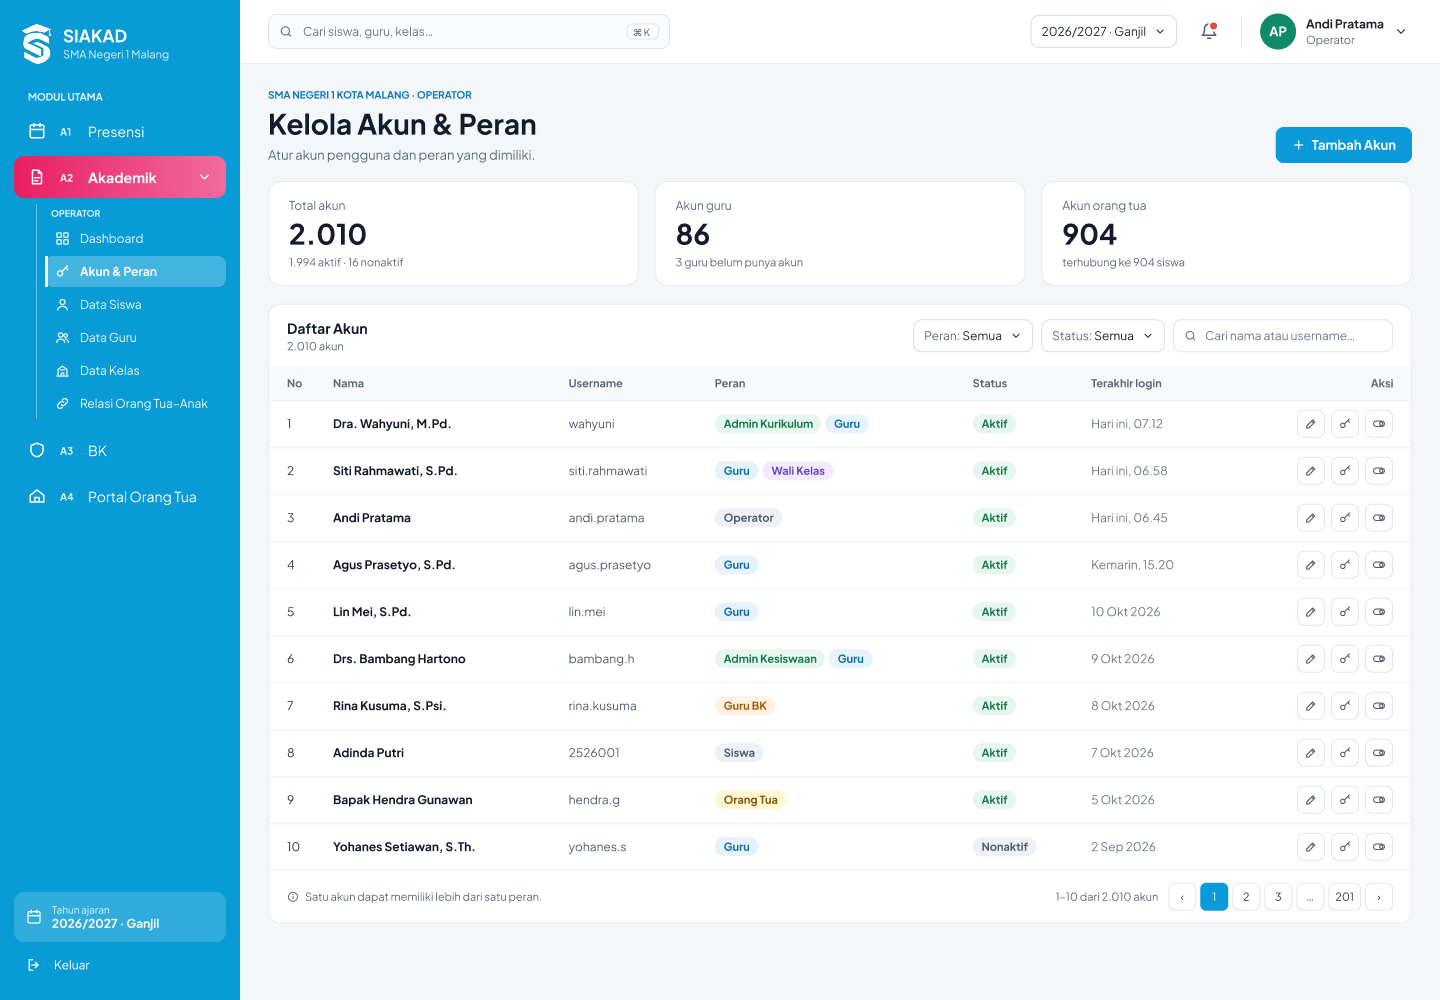 SIAKAD
SMA Negeri 1 Malang
MODUL UTAMA
A1 Presensi
A2 Akademik
OPERATOR
Dashboard
Akun & Peran
Data Siswa
Data Guru
Data Kelas
Relasi Orang Tua–Anak
A3 BK
A4 Portal Orang Tua
Tahun ajaran
2026/2027 · Ganjil
Keluar
Cari siswa, guru, kelas... ⌘K
2026/2027 · Ganjil
AP
Andi Pratama
Operator
SMA NEGERI 1 KOTA MALANG · OPERATOR
Kelola Akun & Peran
Atur akun pengguna dan peran yang dimiliki.
+ Tambah Akun
Total akun
2.010
1.994 aktif · 16 nonaktif
Akun guru
86
3 guru belum punya akun
Akun orang tua
904
terhubung ke 904 siswa
Daftar Akun
2.010 akun
Peran: Semua
Status: Semua
Cari nama atau username...
No Nama Username Peran Status Terakhir login Aksi
1 Dra. Wahyuni, M.Pd. wahyuni Admin Kurikulum Guru Aktif Hari ini, 07.12
2 Siti Rahmawati, S.Pd. siti.rahmawati Guru Wali Kelas Aktif Hari ini, 06.58
3 Andi Pratama andi.pratama Operator Aktif Hari ini, 06.45
4 Agus Prasetyo, S.Pd. agus.prasetyo Guru Aktif Kemarin, 15.20
5 Lin Mei, S.Pd. lin.mei Guru Aktif 10 Okt 2026
6 Drs. Bambang Hartono bambang.h Admin Kesiswaan Guru Aktif 9 Okt 2026
7 Rina Kusuma, S.Psi. rina.kusuma Guru BK Aktif 8 Okt 2026
8 Adinda Putri 2526001 Siswa Aktif 7 Okt 2026
9 Bapak Hendra Gunawan hendra.g Orang Tua Aktif 5 Okt 2026
10 Yohanes Setiawan, S.Th. yohanes.s Guru Nonaktif 2 Sep 2026
Satu akun dapat memiliki lebih dari satu peran.
1–10 dari 2.010 akun ‹ 1 2 3 ... 201 ›